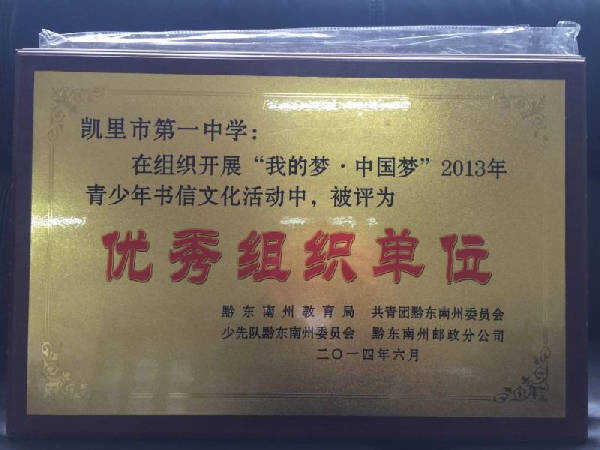 凯里市第一中学：
在组织开展“我的梦·中国梦”2013年
青少年书信文化活动中，被评为
优秀组织单位
黔东南州教育局 共青团黔东南州委员会
少先队黔东南州委员会 黔东南州邮政分公司
二〇一四年六月